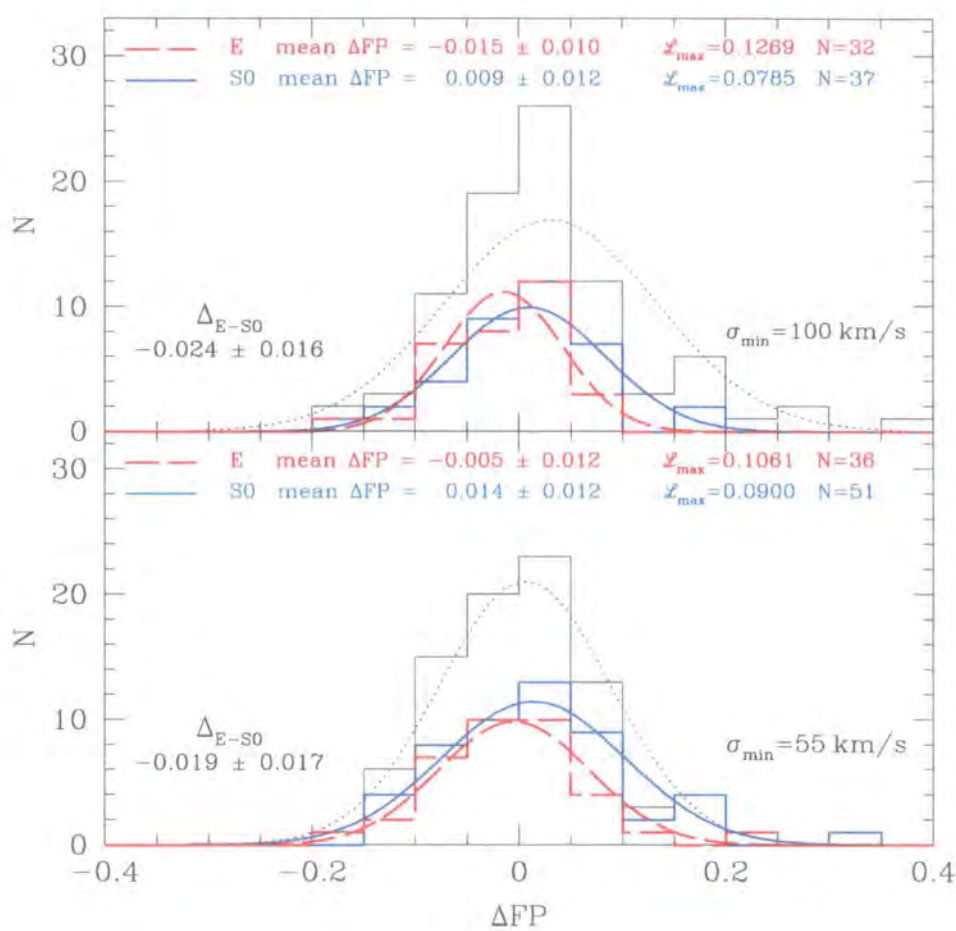 E mean ΔFP = −0.015 ± 0.010 ℒmax=0.1269 N=32
S0 mean ΔFP = 0.009 ± 0.012 ℒmax=0.0785 N=37
30
20
10
0
N
ΔE−S0
−0.024 ± 0.016
σmin=100 km/s
E mean ΔFP = −0.005 ± 0.012 ℒmax=0.1061 N=36
S0 mean ΔFP = 0.014 ± 0.012 ℒmax=0.0900 N=51
30
20
10
0
N
ΔE−S0
−0.019 ± 0.017
σmin=55 km/s
−0.4 −0.2 0 0.2 0.4
ΔFP